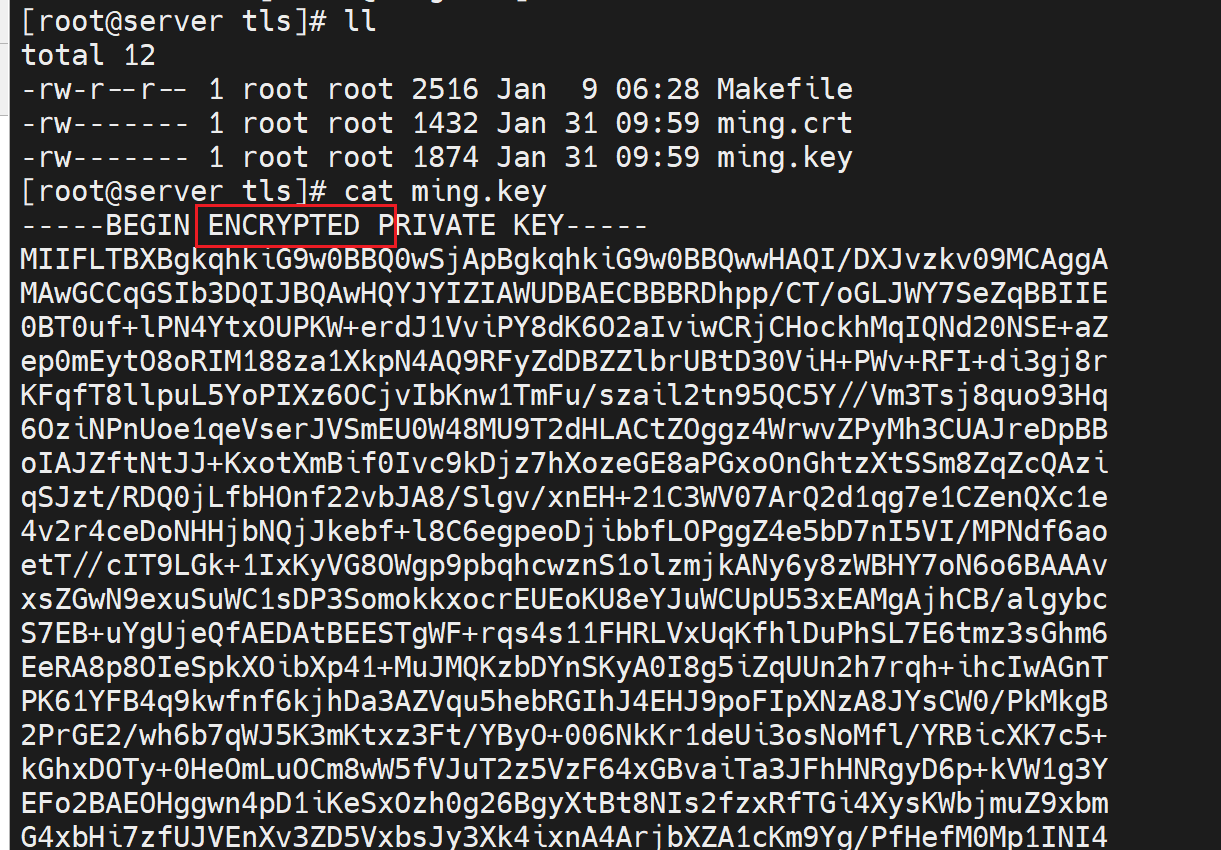 [root@server tls]# ll
total 12
-rw-r--r-- 1 root root 2516 Jan  9 06:28 Makefile
-rw------- 1 root root 1432 Jan 31 09:59 ming.crt
-rw------- 1 root root 1874 Jan 31 09:59 ming.key
[root@server tls]# cat ming.key
-----BEGIN ENCRYPTED PRIVATE KEY-----
MIIFLTBXBgkqhkiG9w0BBQ0wSjApBgkqhkiG9w0BBQwwHAQI/DXJvzkv09MCAggA
MAwGCCqGSIb3DQIJBQAwHQYJYIZIAWUDBAECBBBRDhpp/CT/oGLJWY7SeZqBBIIE
0BT0uf+lPN4YtxOUPKW+erdJ1VviPY8dK6O2aIviwCRjCHockhMqIQNd20NSE+aZ
ep0mEytO8oRIM188za1XkpN4AQ9RFyZdDBZZlbrUBtD30ViH+PWv+RFI+di3gj8r
KFqfT8llpuL5YoPIXz6OCjvIbKnw1TmFu/szail2tn95QC5Y//Vm3Tsj8quo93Hq
6OziNPnUoe1qeVserJVSmEU0W48MU9T2dHLACtZOggz4WrwvZPyMh3CUAJreDpBB
oIAJZftNtJJ+KxotXmBif0Ivc9kDjz7hXozeGE8aPGxoOnGhtzXtSSm8ZqZcQAzi
qSJzt/RDQ0jLfbHOnf22vbJA8/Slgv/xnEH+21C3WV07ArQ2d1qg7e1CZenQXc1e
4v2r4ceDoNHHjbNQjJkebf+l8C6egpeoDjibbfLOPggZ4e5bD7nI5VI/MPNdf6ao
etT//cIT9LGk+1IxKyVG8OWgp9pbqhcwznS1olzmjkANy6y8zWBHY7oN6o6BAAAv
xsZGwN9exuSuWC1sDP3SomokkxocrEUEoKU8eYJuWCUpU53xEAMgAjhCB/algybc
S7EB+uYgUjeQfAEDAtBEESTgWF+rqs4s11FHRLVxUqKfhlDuPhSL7E6tmz3sGhm6
EeRA8p8OIeSpkXOibXp41+MuJMQKzbDYnSKyA0I8g5iZqUUn2h7rqh+ihcIwAGnT
PK61YFB4q9kwfnf6kjhDa3AZVqu5hebRGIhJ4EHJ9poFIpXNzA8JYsCW0/PkMkgB
2PrGE2/wh6b7qWJ5K3mKtxz3Ft/YByO+006NkKr1deUi3osNoMfl/YRBicXK7c5+
kGhxDOTy+0HeOmLuOCm8wW5fVJuT2z5VzF64xGBvaiTa3JFhHNRgyD6p+kVW1g3Y
EFo2BAEOHggwn4pD1iKeSxOzh0g26BgyXtBt8NIs2fzxRfTGi4XysKWbjmuZ9xbm
G4xbHi7zfUJVEnXv3ZD5VxbsJy3Xk4ixnA4ArjbXZA1cKm9Yg/PfHefM0Mp1INI4